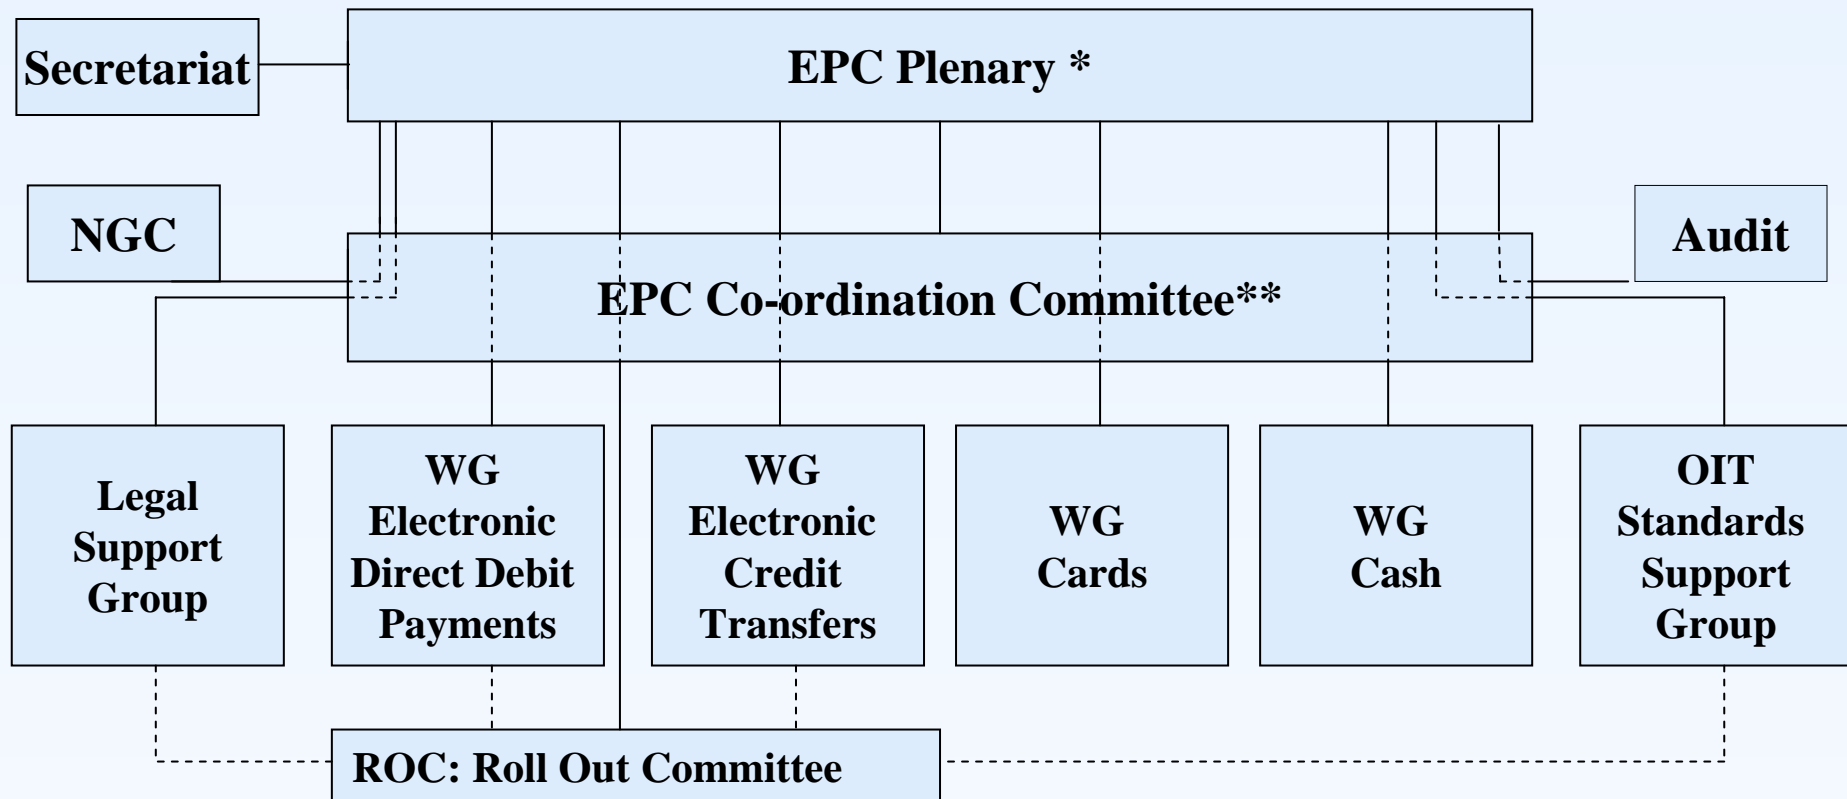 Secretariat
EPC Plenary *
NGC
Audit
EPC Co-ordination Committee**
Legal
Support
Group
WG
Electronic
Direct Debit
Payments
WG
Electronic
Credit
Transfers
WG
Cards
WG
Cash
OIT
Standards
Support
Group
ROC: Roll Out Committee